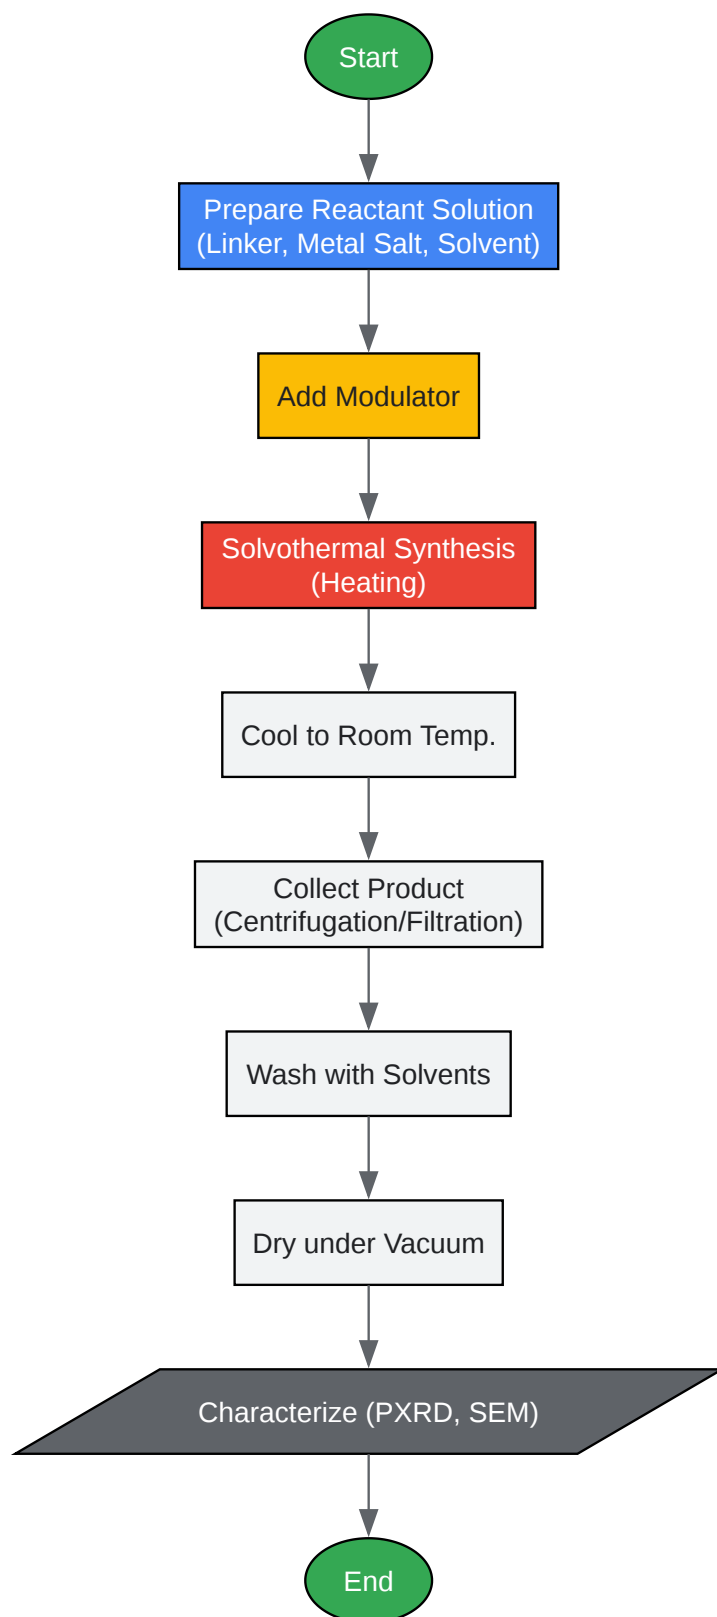 Start
Prepare Reactant Solution
(Linker, Metal Salt, Solvent)
Add Modulator
Solvothermal Synthesis
(Heating)
Cool to Room Temp.
Collect Product
(Centrifugation/Filtration)
Wash with Solvents
Dry under Vacuum
Characterize (PXRD, SEM)
End